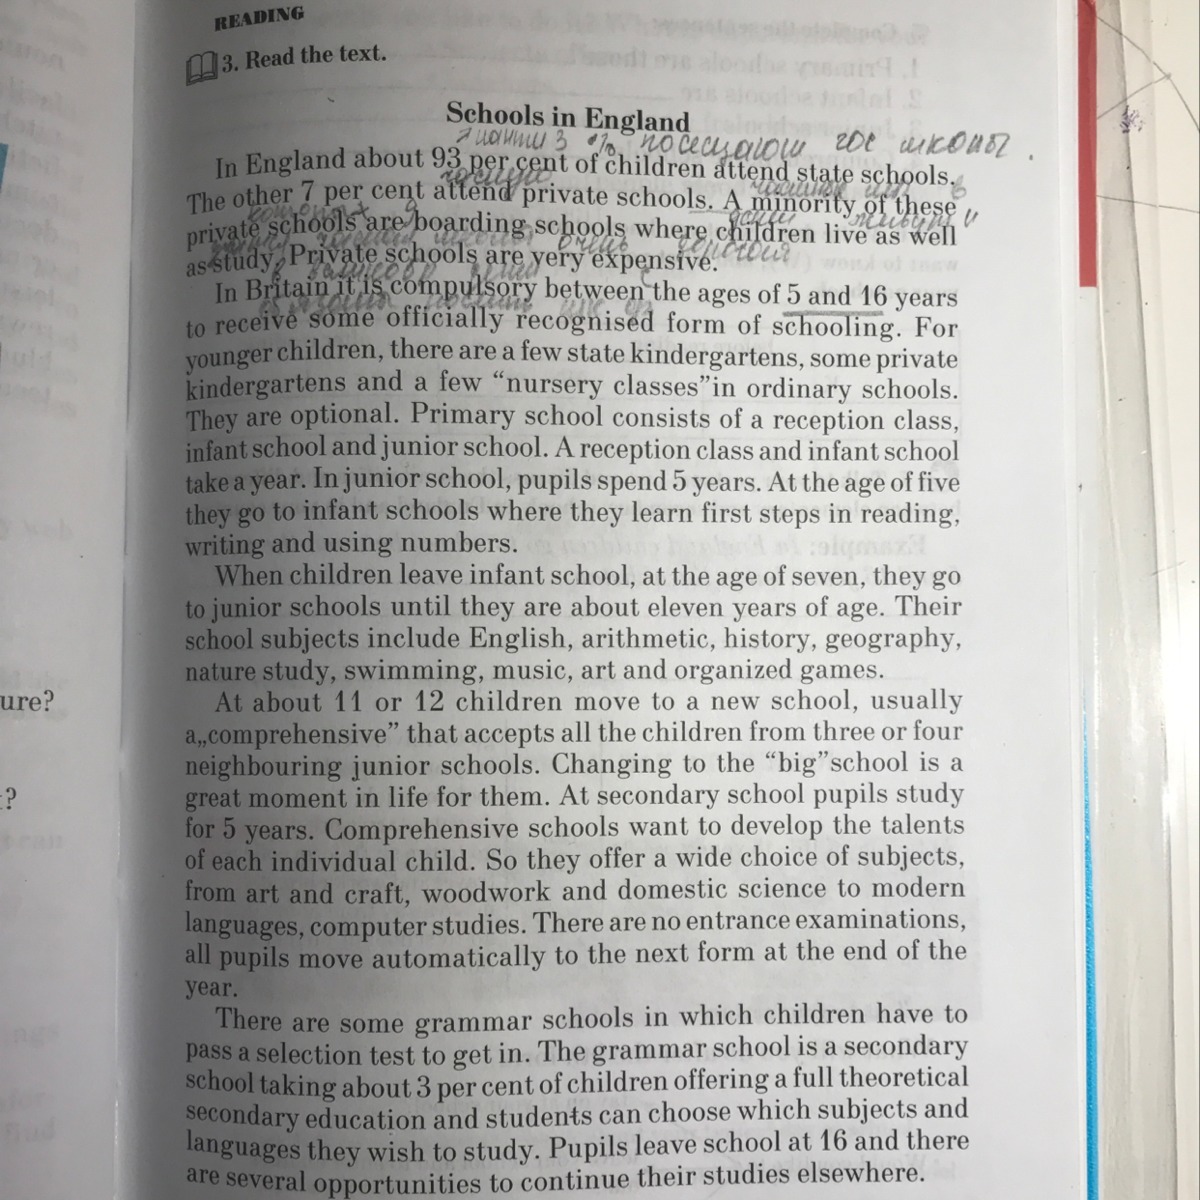 READING
3. Read the text.
Schools in England
3 % посещают гос школы.
In England about 93 per cent of children attend state schools.
The other 7 per cent attend private schools. A minority of these
private schools are boarding schools where children live as well
as study. Private schools are very expensive.
In Britain it is compulsory between the ages of 5 and 16 years
to receive some officially recognised form of schooling. For
younger children, there are a few state kindergartens, some private
kindergartens and a few “nursery classes”in ordinary schools.
They are optional. Primary school consists of a reception class,
infant school and junior school. A reception class and infant school
take a year. In junior school, pupils spend 5 years. At the age of five
they go to infant schools where they learn first steps in reading,
writing and using numbers.
When children leave infant school, at the age of seven, they go
to junior schools until they are about eleven years of age. Their
school subjects include English, arithmetic, history, geography,
nature study, swimming, music, art and organized games.
At about 11 or 12 children move to a new school, usually
a„comprehensive” that accepts all the children from three or four
neighbouring junior schools. Changing to the “big”school is a
great moment in life for them. At secondary school pupils study
for 5 years. Comprehensive schools want to develop the talents
of each individual child. So they offer a wide choice of subjects,
from art and craft, woodwork and domestic science to modern
languages, computer studies. There are no entrance examinations,
all pupils move automatically to the next form at the end of the
year.
There are some grammar schools in which children have to
pass a selection test to get in. The grammar school is a secondary
school taking about 3 per cent of children offering a full theoretical
secondary education and students can choose which subjects and
languages they wish to study. Pupils leave school at 16 and there
are several opportunities to continue their studies elsewhere.
ure?
?